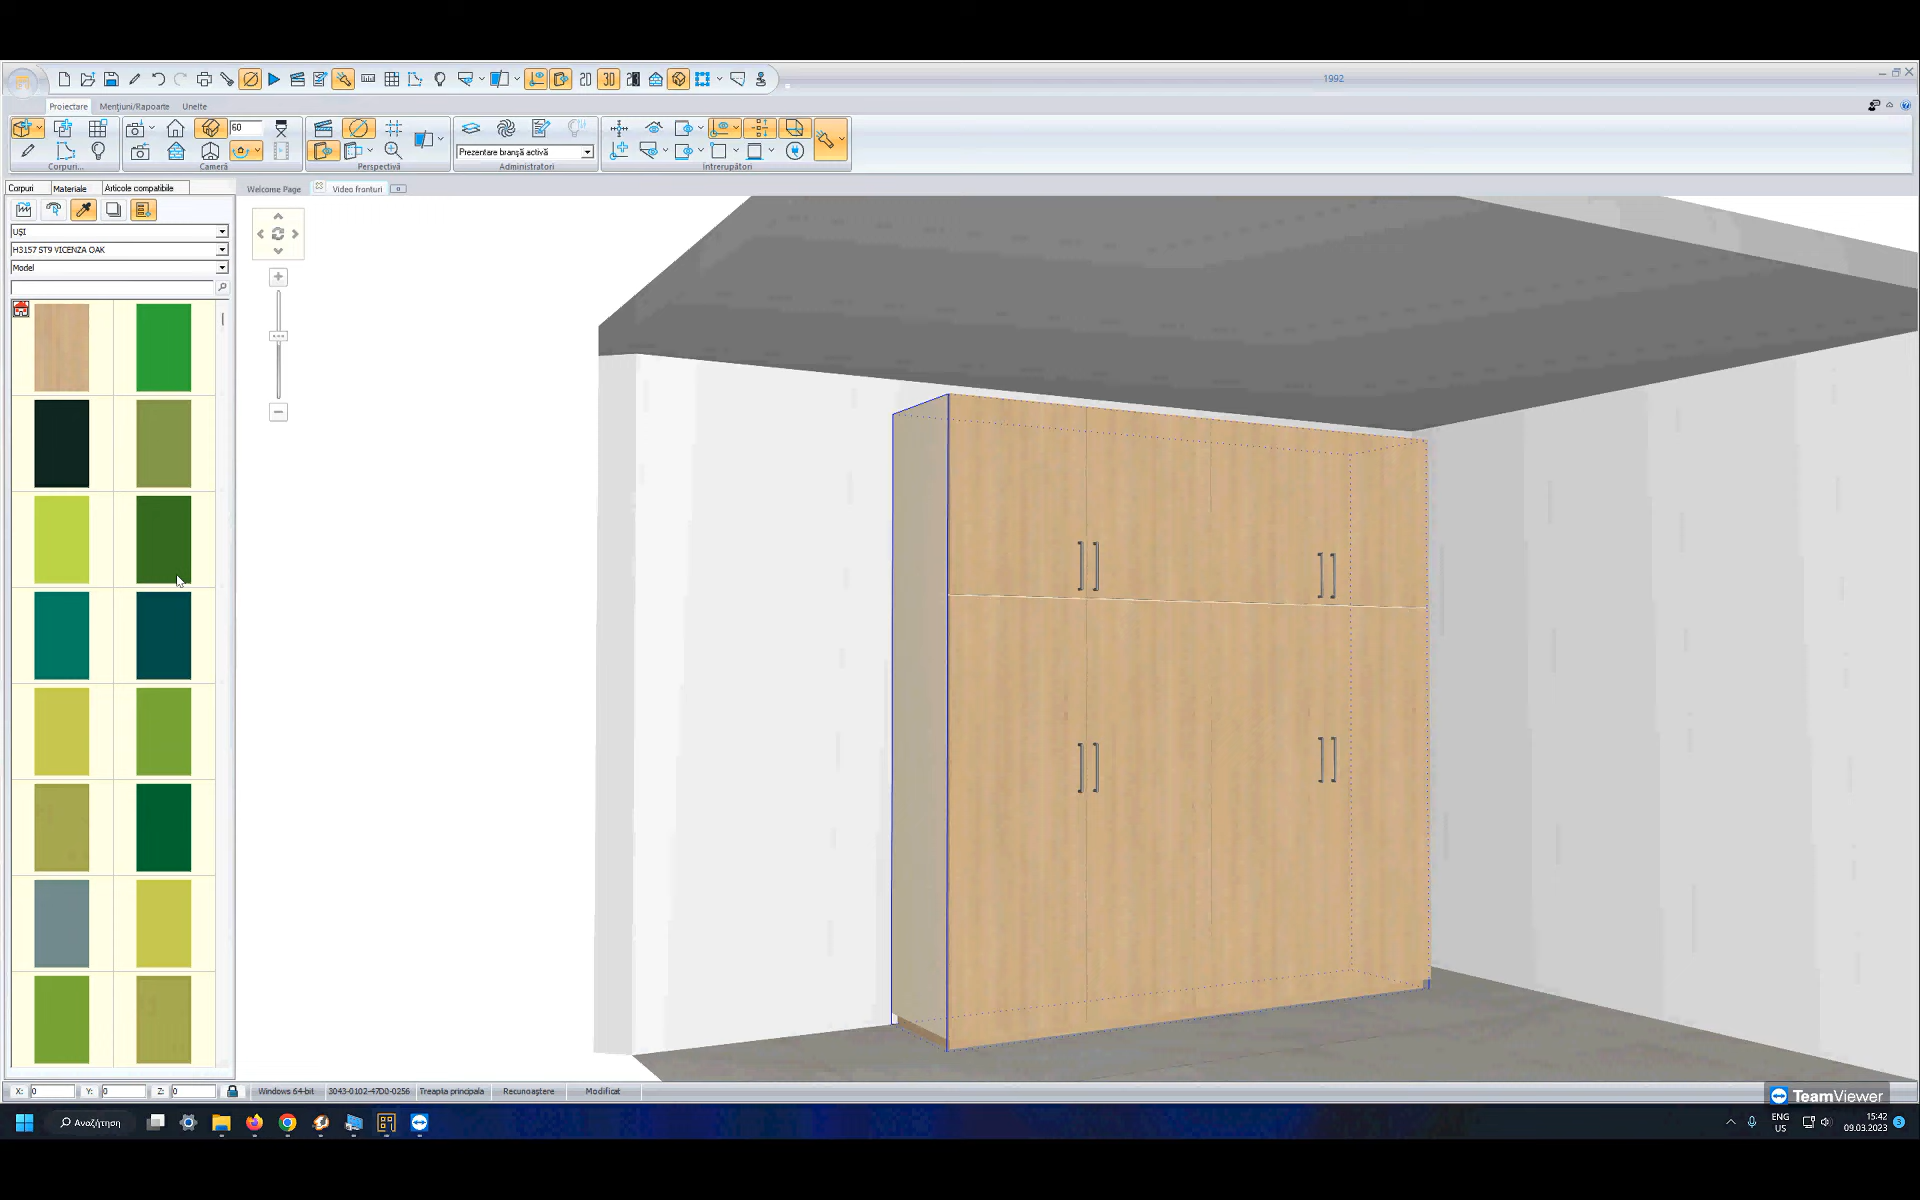 1992
Proiectare Mențiuni/Rapoarte Unelte
60
Prezentare branșă activă
Corpuri... Cameră Perspectivă Administratori Întrerupători
Corpuri Materiale Articole compatibile
Welcome Page Video fronturi
UȘI
H3157 ST9 VICENZA OAK
Model
X: 0 Y: 0 Z: 0 Windows 64-bit 3043-0102-47D0-0256 Treapta principala Recunoaștere Modificat
TeamViewer
Αναζήτηση
ENG
US
15:42
09.03.2023
3